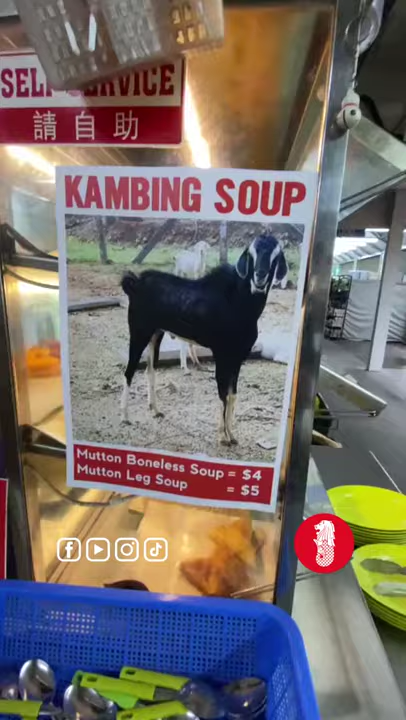 SELF SERVICE
請自助
KAMBING SOUP
Mutton Boneless Soup = $4
Mutton Leg Soup = $5